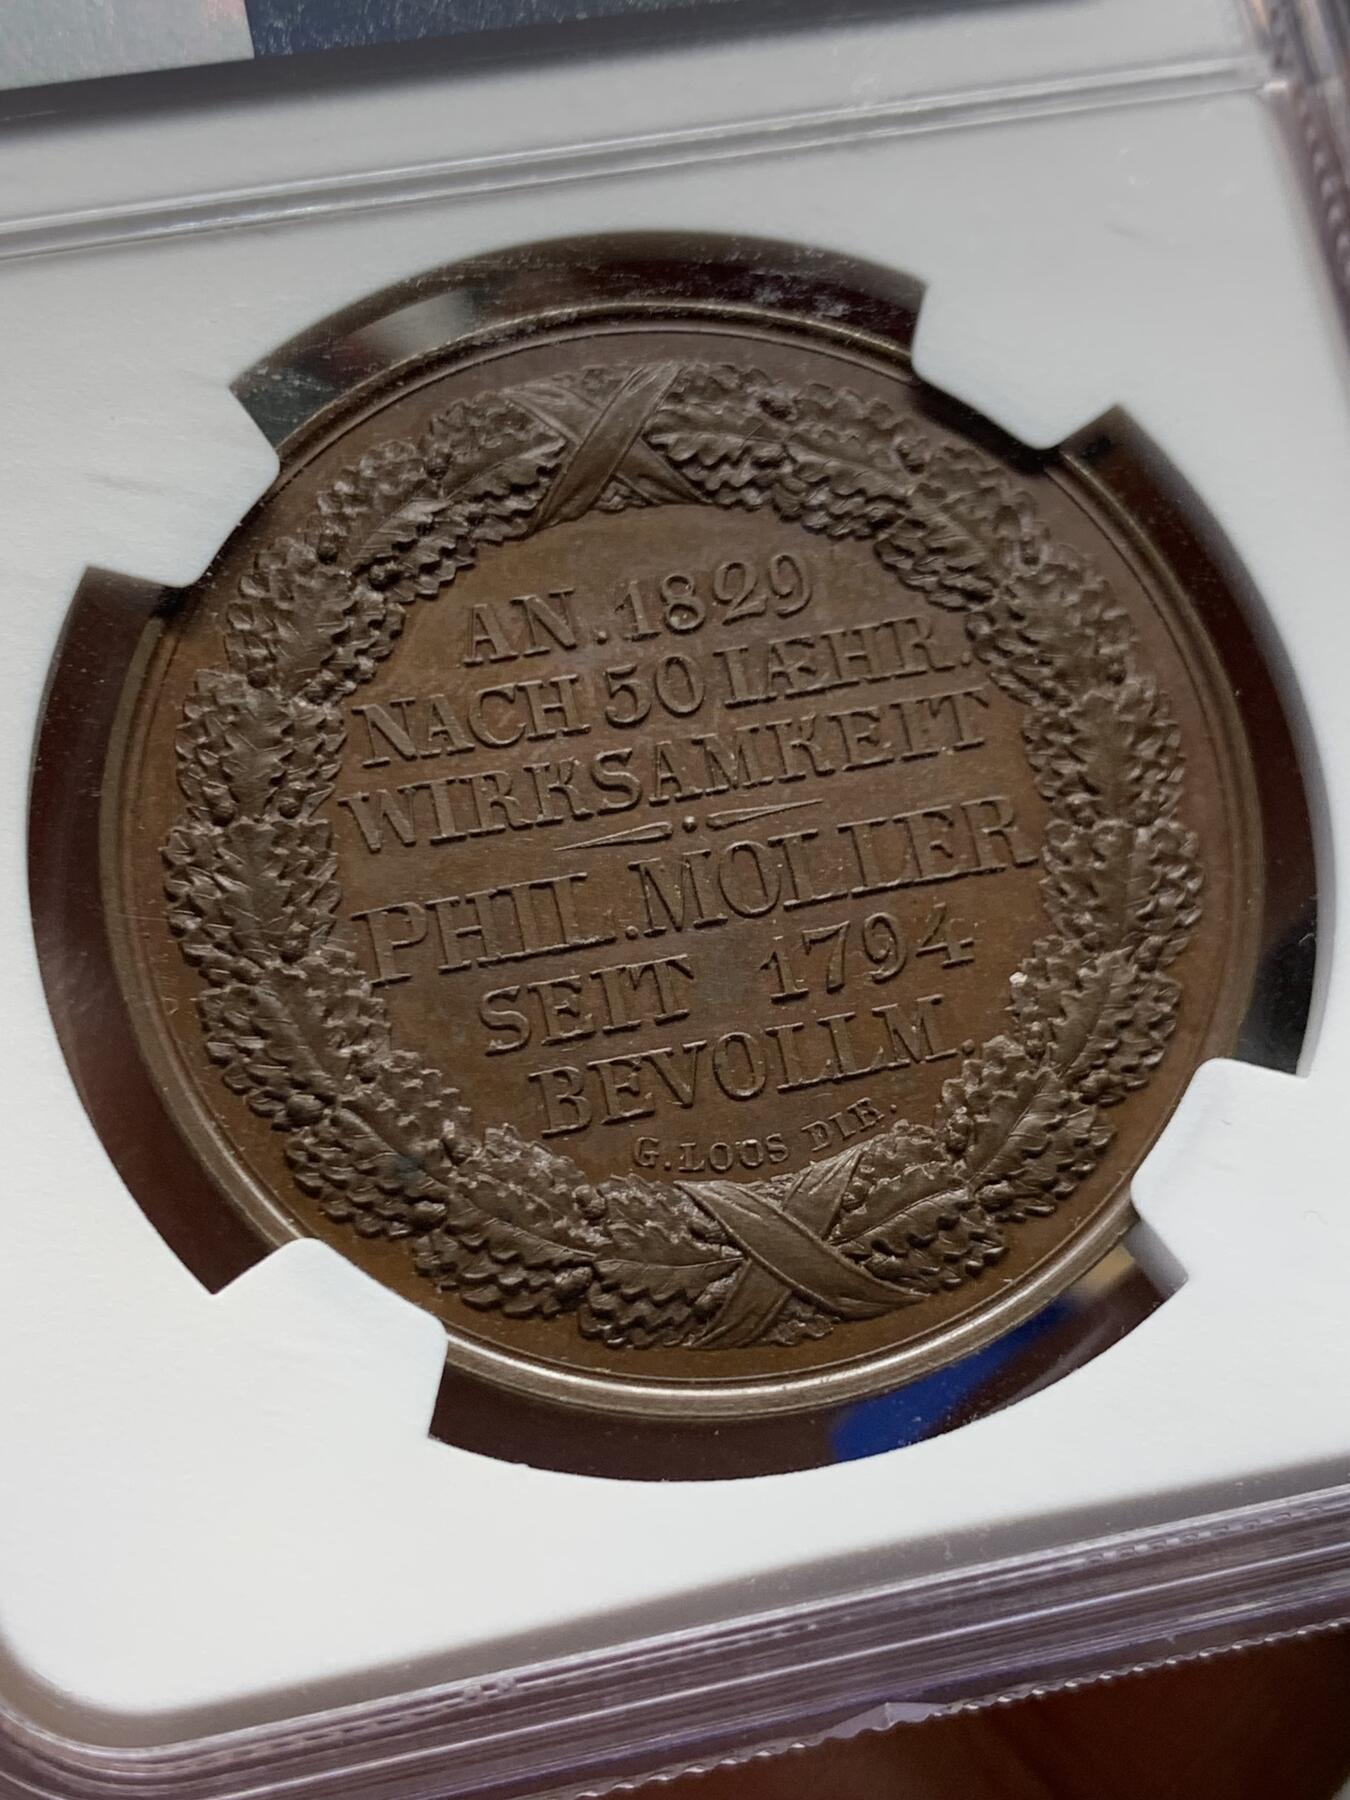 AN. 1829
NACH 50 IÆHR.
WIRKSAMKEIT
PHIL. MOLLER
SEIT 1794
BEVOLLM.
G. LOOS DIR.